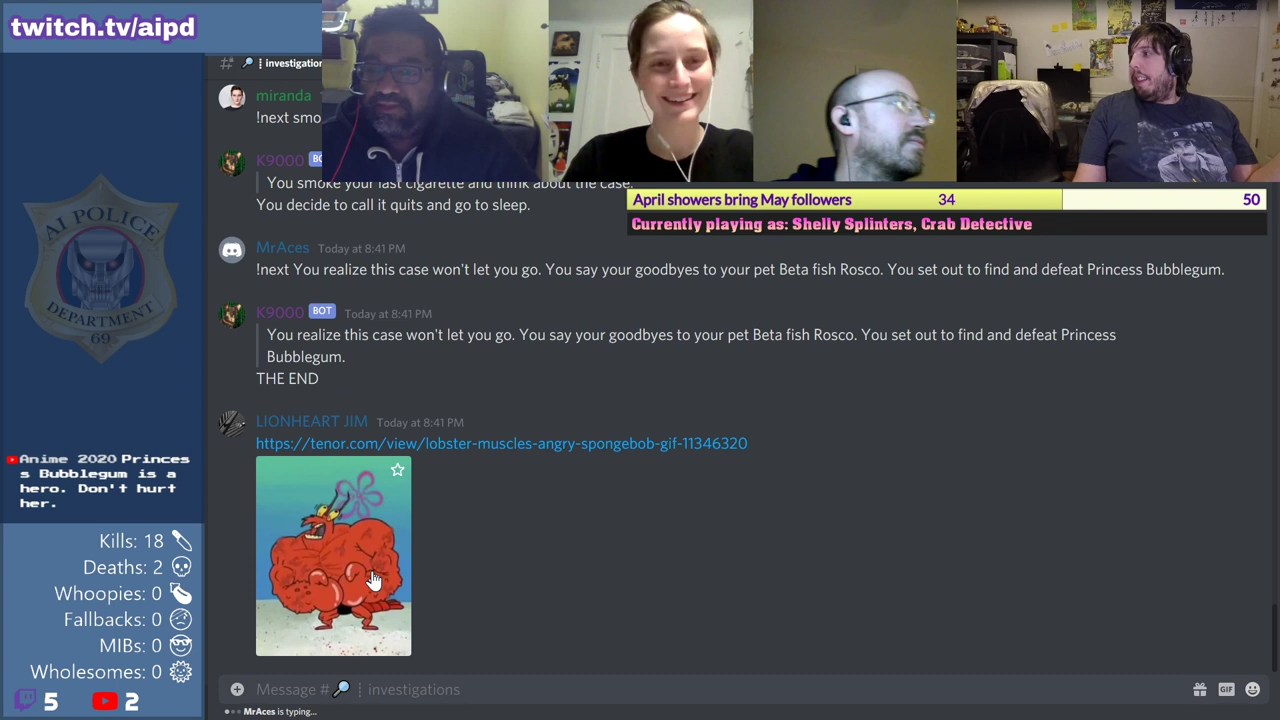 twitch.tv/aipd
# 🔎 ⁞ investigation
miranda
!next smo
K9000 BO
You smoke your last cigarette and think about the case.
You decide to call it quits and go to sleep.
April showers bring May followers 34 50
Currently playing as: Shelly Splinters, Crab Detective
MrAces Today at 8:41 PM
!next You realize this case won't let you go. You say your goodbyes to your pet Beta fish Rosco. You set out to find and defeat Princess Bubblegum.
K9000 BOT Today at 8:41 PM
You realize this case won't let you go. You say your goodbyes to your pet Beta fish Rosco. You set out to find and defeat Princess
Bubblegum.
THE END
LIONHEART JIM Today at 8:41 PM
https://tenor.com/view/lobster-muscles-angry-spongebob-gif-11346320
AI POLICE
DEPARTMENT
69
Anime 2020 Princes
s Bubblegum is a
hero. Don't hurt
her.
Kills: 18
Deaths: 2
Whoopies: 0
Fallbacks: 0
MIBs: 0
Wholesomes: 0
5 2
Message # 🔎 ⁞ investigations
GIF
MrAces is typing...